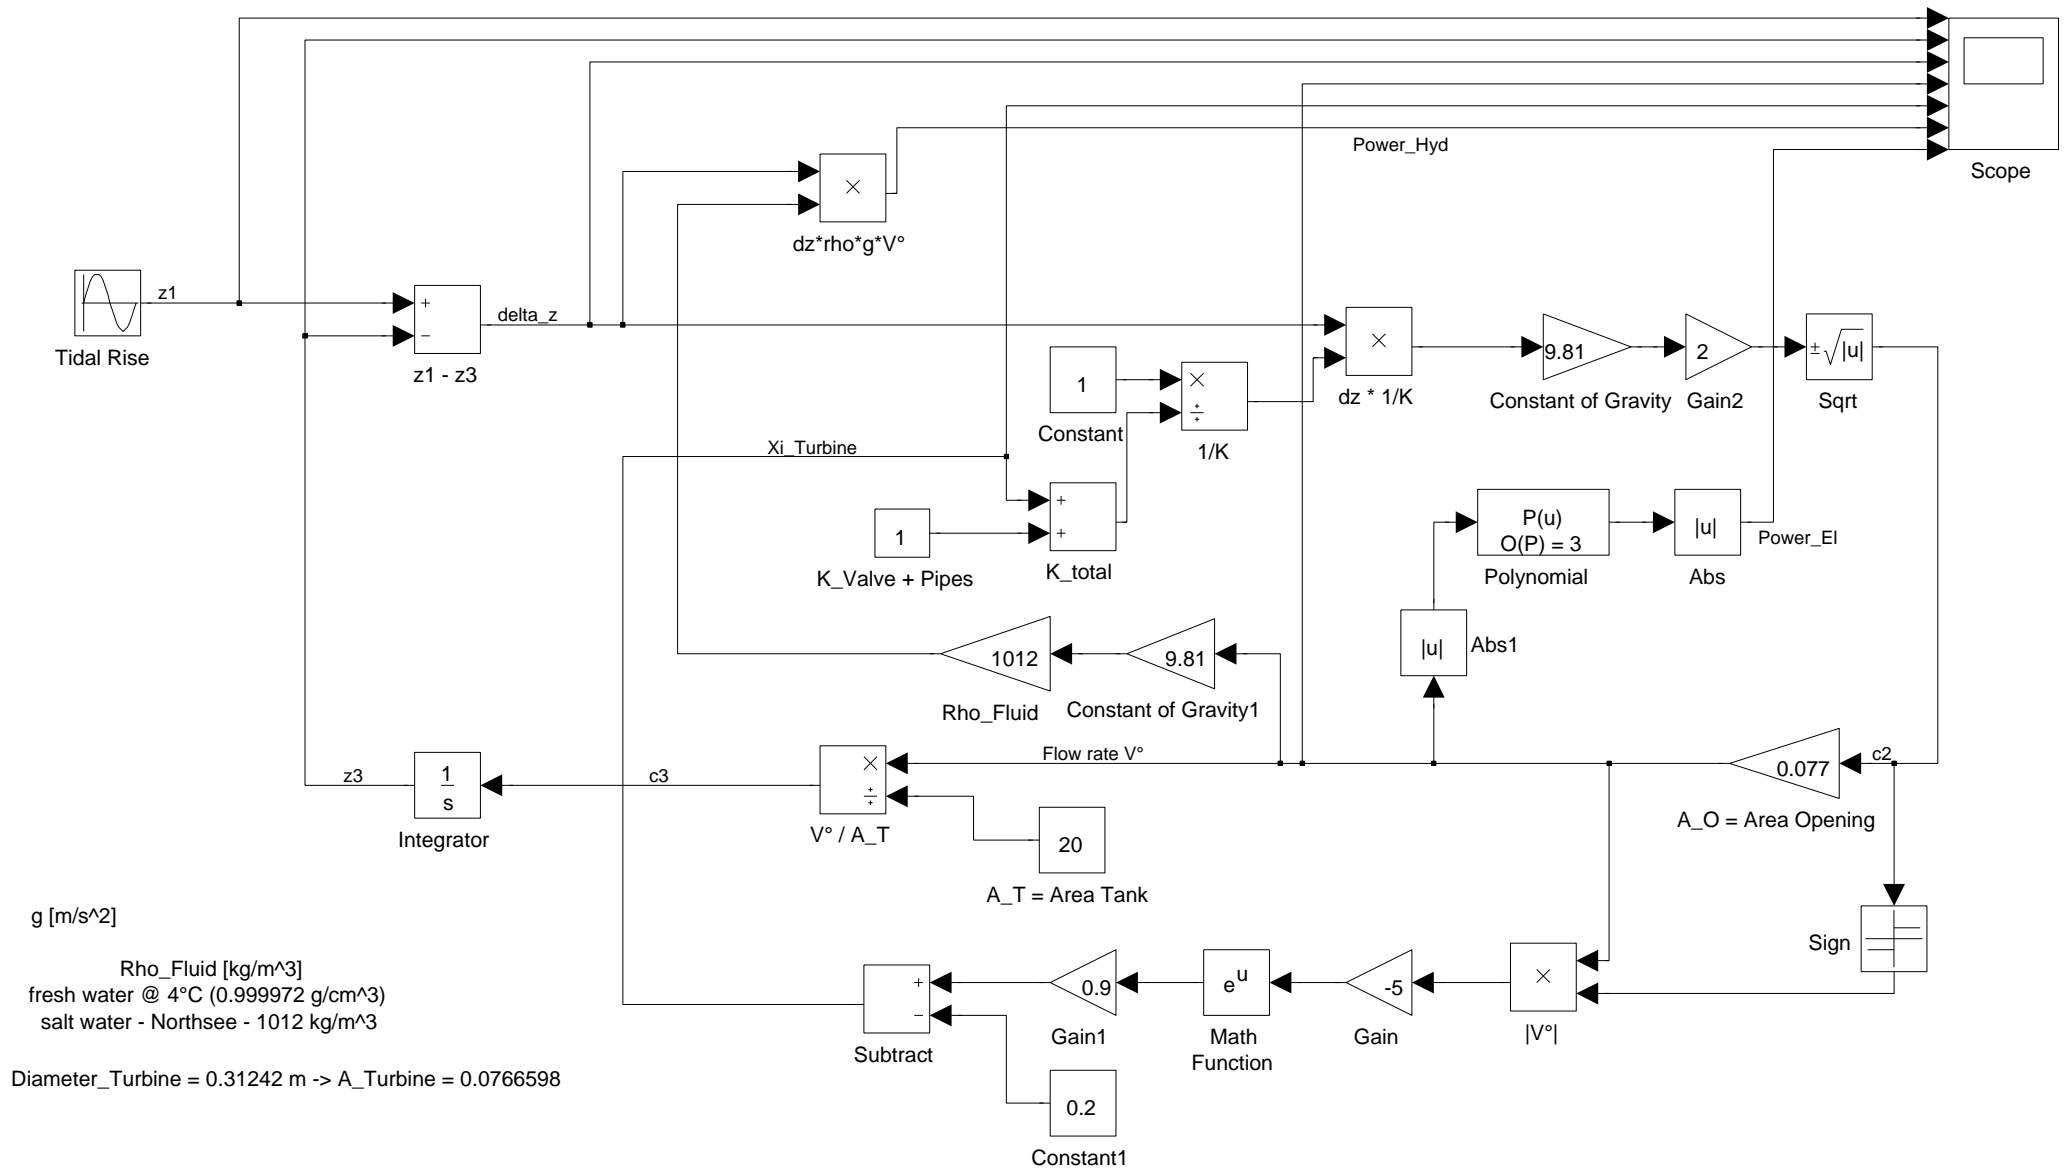 Power_Hyd
Scope
×
dz*rho*g*V°
z1
Tidal Rise
+
−
z1 - z3
delta_z
×
dz * 1/K
9.81
Constant of Gravity
2
Gain2
± √|u|
Sqrt
1
Constant
×
÷
1/K
Xi_Turbine
+
+
K_total
1
K_Valve + Pipes
P(u)
O(P) = 3
Polynomial
|u|
Abs
Power_El
|u|
Abs1
1012
Rho_Fluid
9.81
Constant of Gravity1
z3
1
s
Integrator
c3
×
÷
V° / A_T
Flow rate V°
0.077
A_O = Area Opening
c2
20
A_T = Area Tank
Sign
+
−
Subtract
0.9
Gain1
e^u
Math
Function
-5
Gain
×
|V°|
0.2
Constant1
g [m/s^2]
Rho_Fluid [kg/m^3]
fresh water @ 4°C (0.999972 g/cm^3)
salt water - Northsee - 1012 kg/m^3
Diameter_Turbine = 0.31242 m -> A_Turbine = 0.0766598